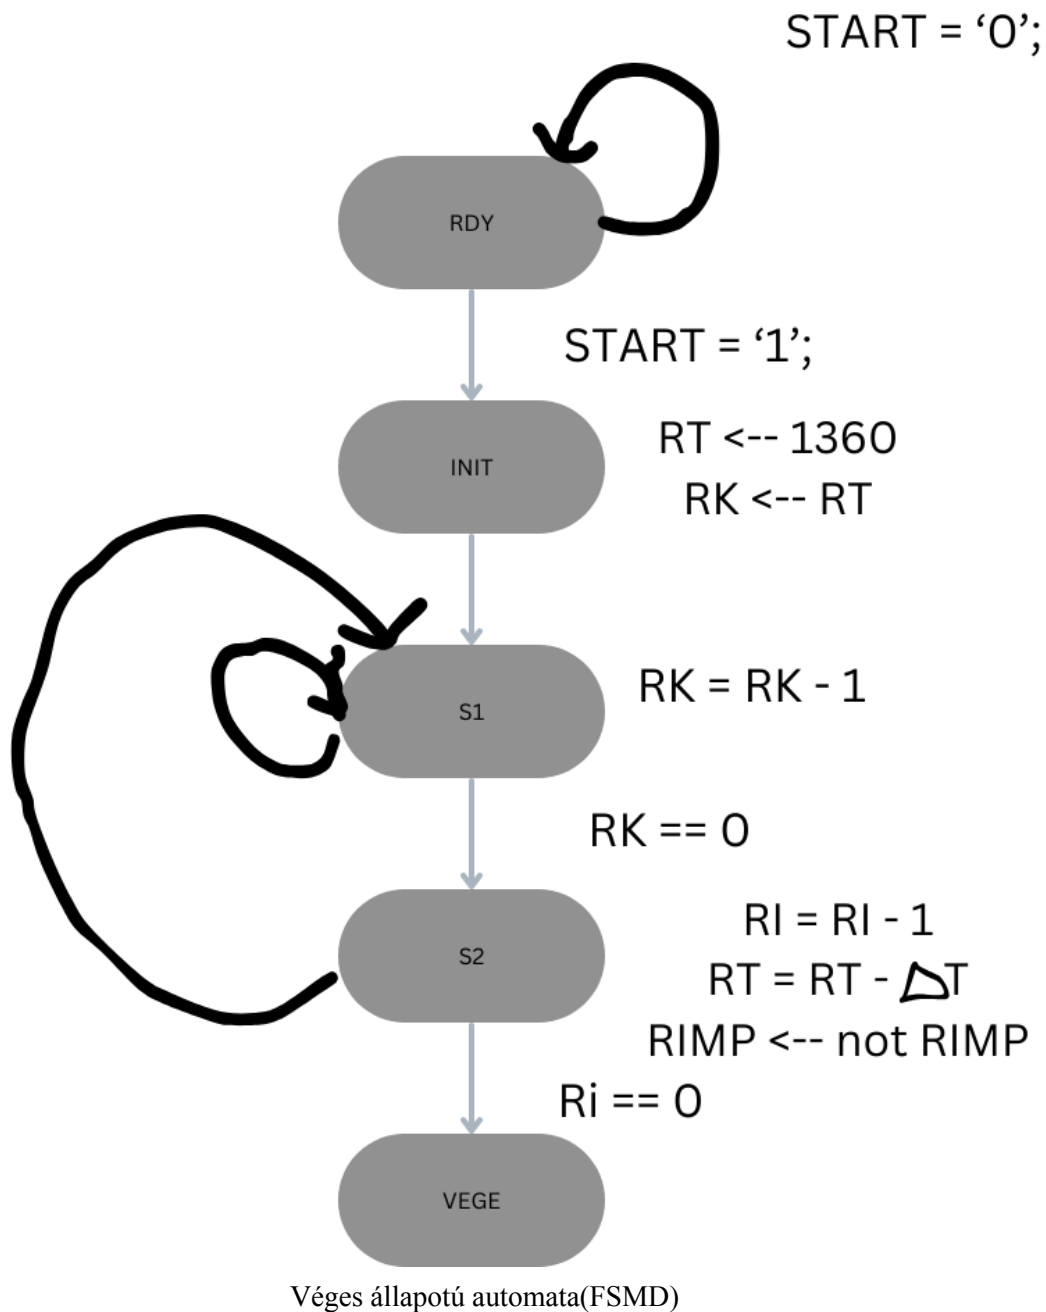 START = ‘0’;
RDY
START = ‘1’;
RT <-- 1360
INIT
RK <-- RT
RK = RK - 1
S1
RK == 0
RI = RI - 1
S2
RT = RT - △T
RIMP <-- not RIMP
Ri == 0
VEGE
Véges állapotú automata(FSMD)